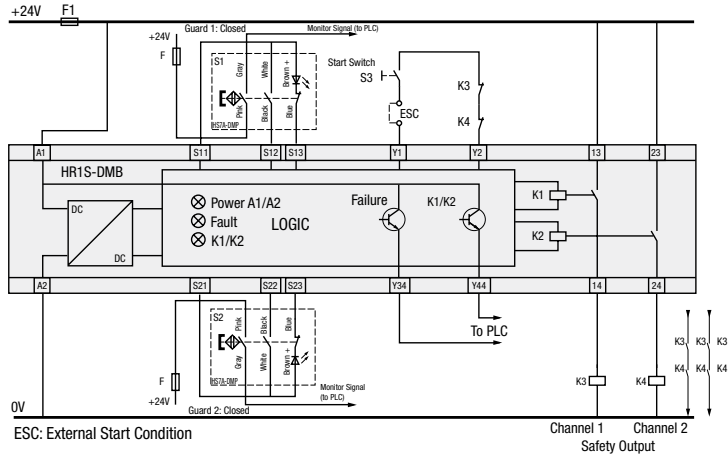 +24V F1
Guard 1: Closed
Monitor Signal (to PLC)
+24V
F
S1
Gray
White
Brown +
Pink
Black
Blue
HS7A-DMP
Start Switch
S3
ESC
K3
K4
A1 S11 S12 S13 Y1 Y2 13 23
HR1S-DMB
DC
DC
Power A1/A2
Fault
K1/K2
LOGIC
Failure
K1/K2
K1
K2
A2 S21 S22 S23 Y34 Y44 14 24
S2
Pink
Black
Blue
Gray
White
Brown +
HS7A-DMP
F
+24V
Guard 2: Closed
Monitor Signal
(to PLC)
To PLC
K3 K3 K3
K4 K4 K4
K3 K4
0V
ESC: External Start Condition
Channel 1 Channel 2
Safety Output